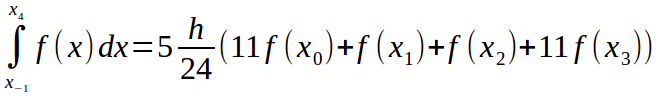 ∫_{x_{-1}}^{x_4} f(x)dx=5 h/24 (11f(x_0)+f(x_1)+f(x_2)+11f(x_3))